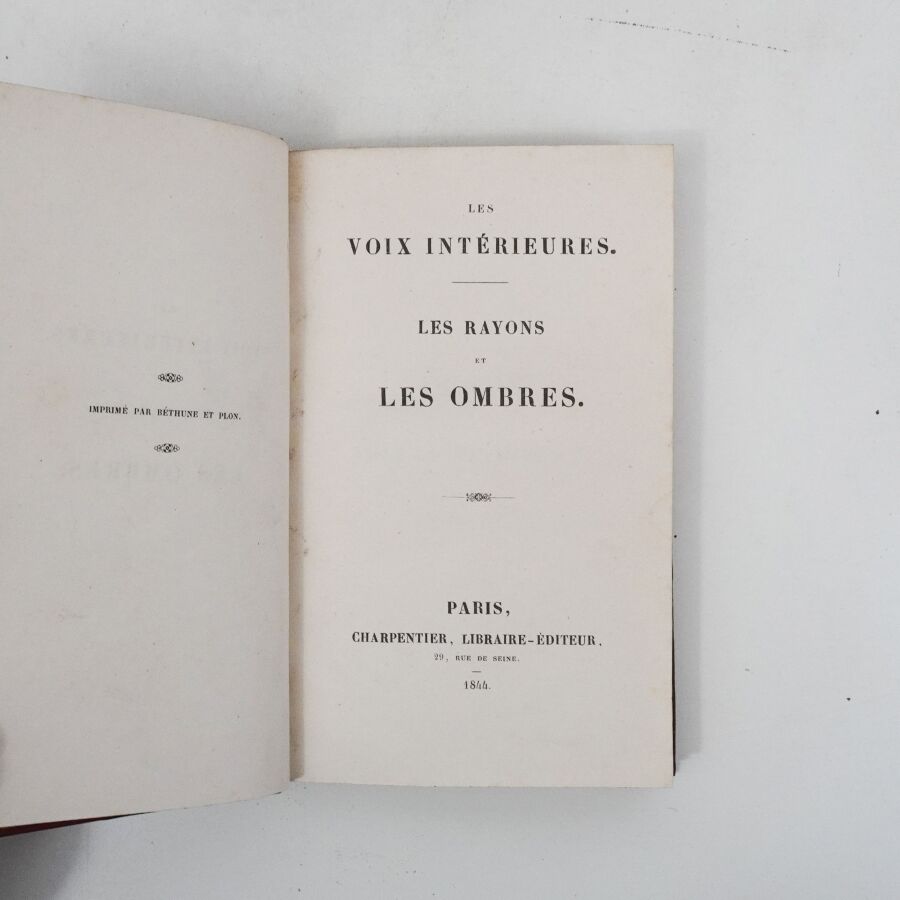 IMPRIMÉ PAR BÉTHUNE ET PLON.
LES
VOIX INTÉRIEURES.
LES RAYONS
ET
LES OMBRES.
PARIS,
CHARPENTIER, LIBRAIRE-ÉDITEUR,
29, RUE DE SEINE.
1844.